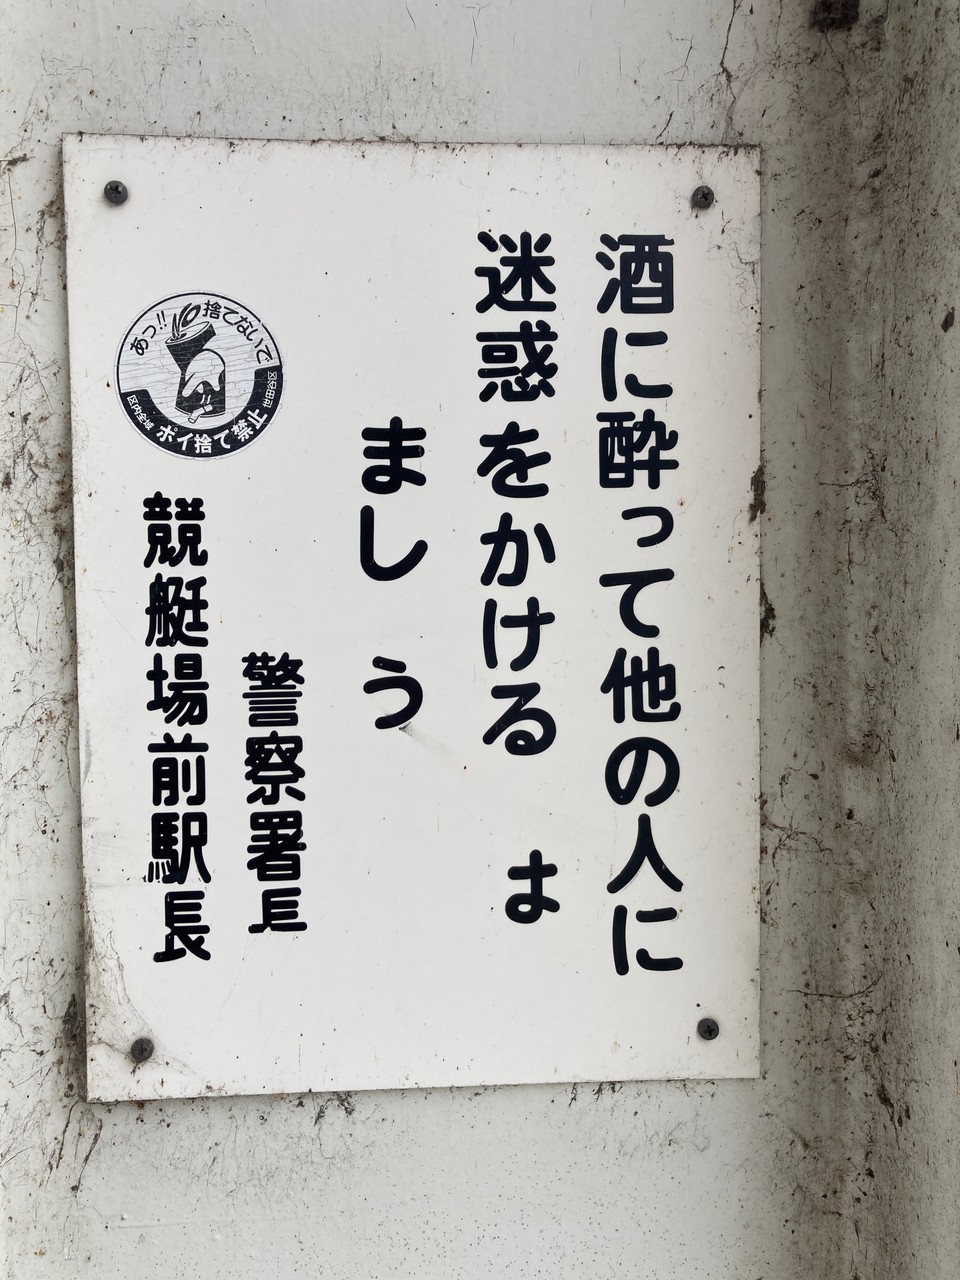 酒に酔って他の人に
迷惑をかける　は
まし　う
警察署長
競艇場前駅長
あっ!! 捨てないで
区内全域
ポイ捨て禁止
世田谷区